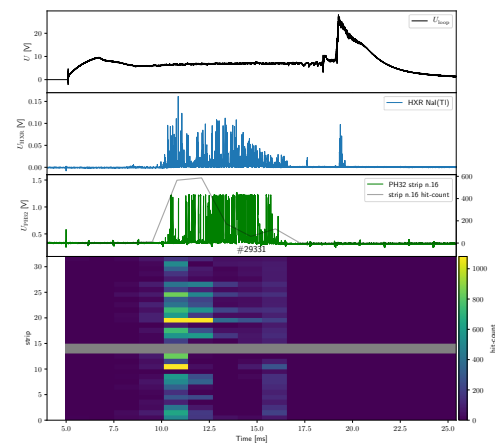 U_loop
20
10
0
U [V]
HXR NaI(Tl)
0.15
0.10
0.05
0.00
U_HXR [V]
PH32 strip n.16
strip n.16 hit-count
1.5
1.0
0.5
U_PH32 [V]
600
400
200
0
#29331
30
25
20
15
10
5
0
strip
1000
800
600
400
200
0
hit-count
5.0 7.5 10.0 12.5 15.0 17.5 20.0 22.5 25.0
Time [ms]